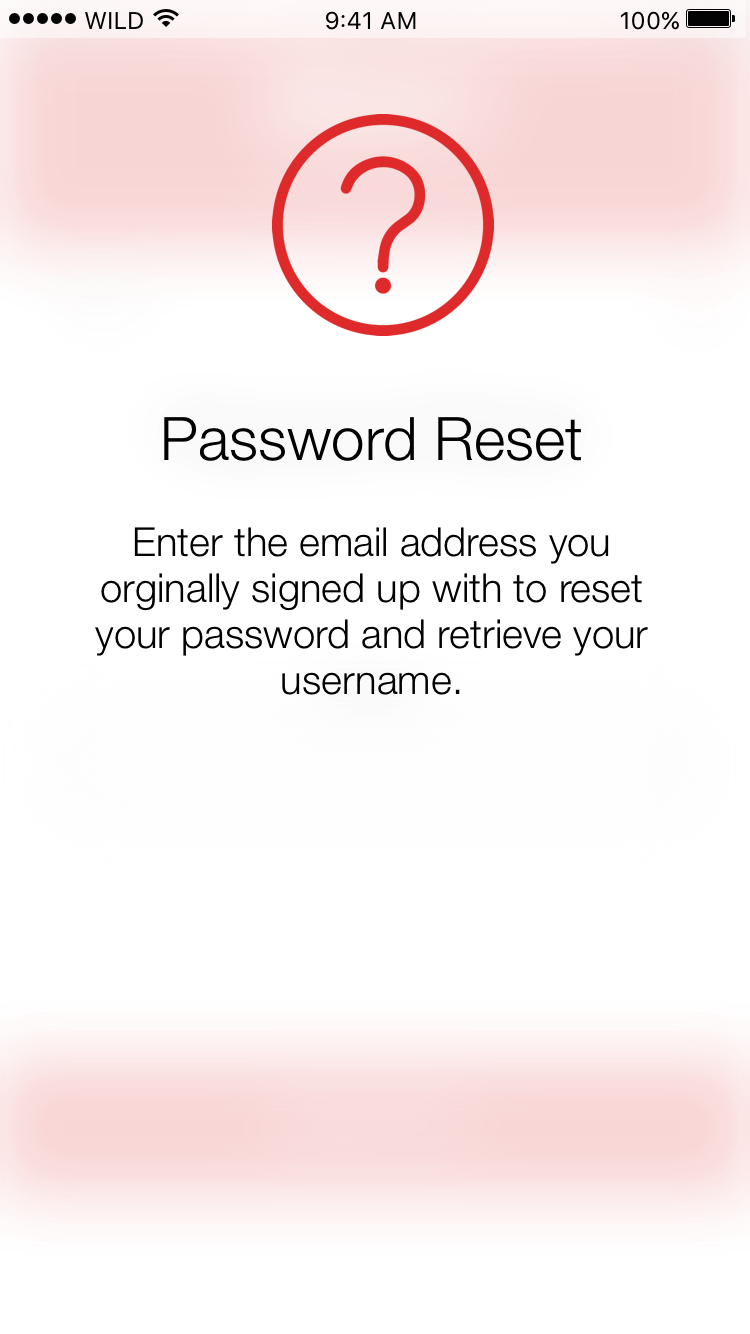 WILD 9:41 AM 100%
?
Password Reset
Enter the email address you
orginally signed up with to reset
your password and retrieve your
username.